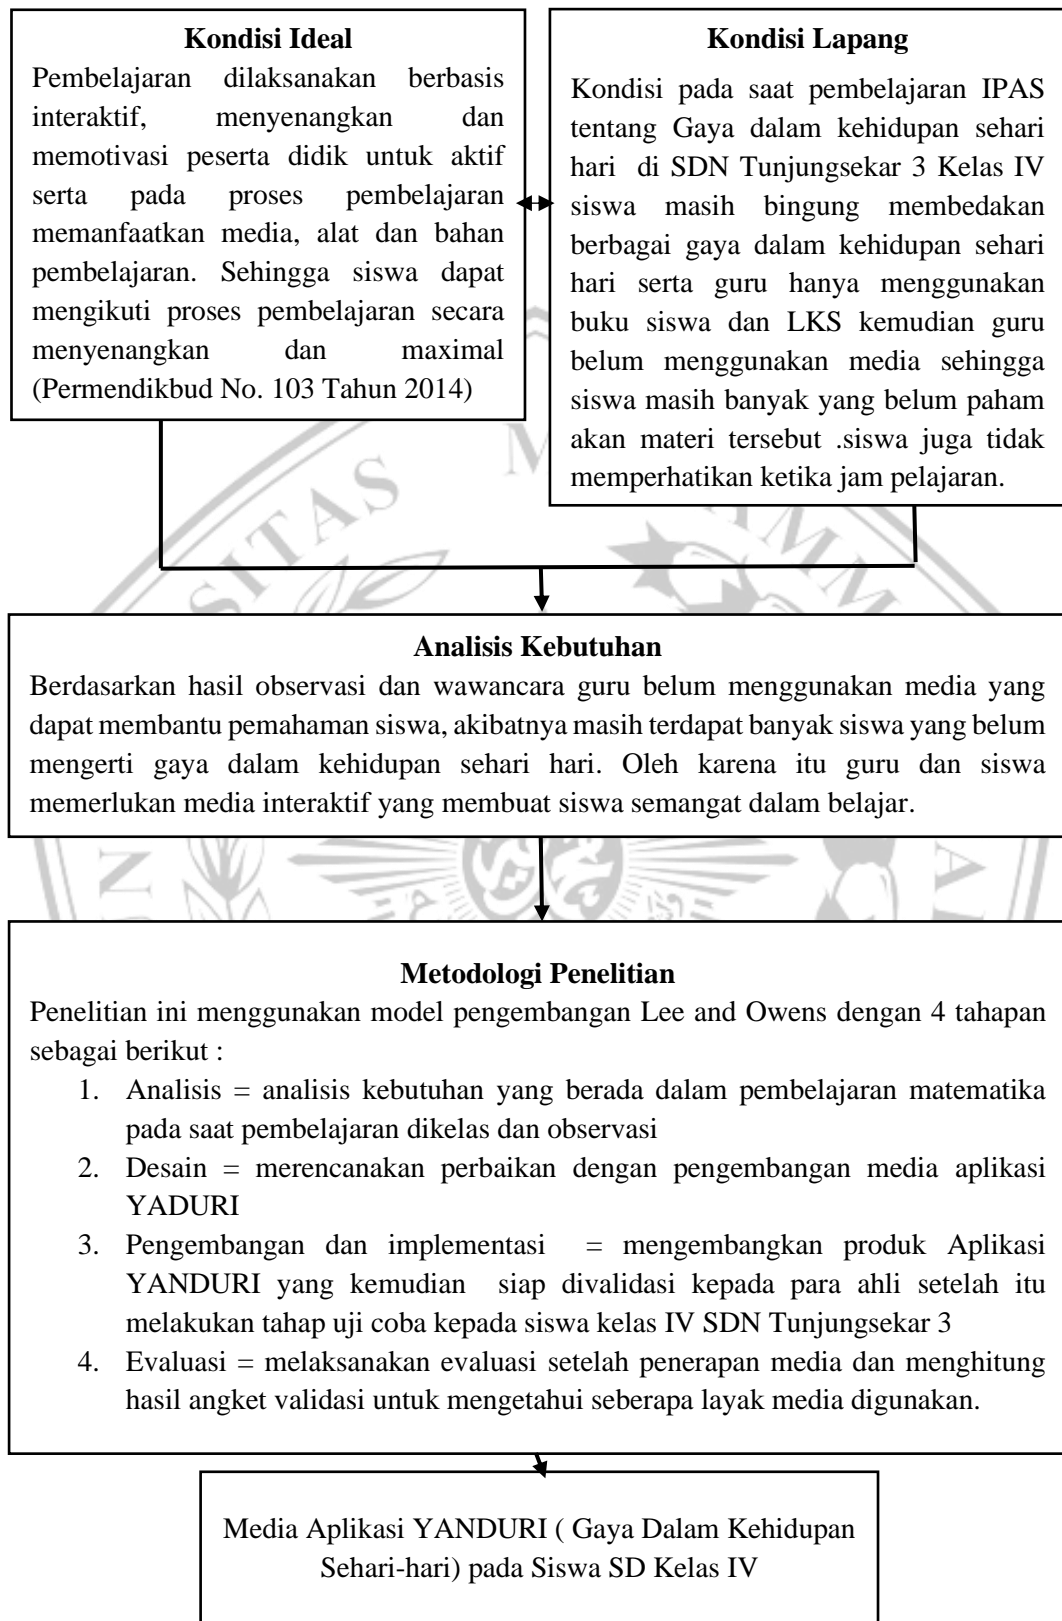 Kondisi Ideal
Pembelajaran dilaksanakan berbasis
interaktif, menyenangkan dan
memotivasi peserta didik untuk aktif
serta pada proses pembelajaran
memanfaatkan media, alat dan bahan
pembelajaran. Sehingga siswa dapat
mengikuti proses pembelajaran secara
menyenangkan dan maximal
(Permendikbud No. 103 Tahun 2014)
Kondisi Lapang
Kondisi pada saat pembelajaran IPAS
tentang Gaya dalam kehidupan sehari
hari di SDN Tunjungsekar 3 Kelas IV
siswa masih bingung membedakan
berbagai gaya dalam kehidupan sehari
hari serta guru hanya menggunakan
buku siswa dan LKS kemudian guru
belum menggunakan media sehingga
siswa masih banyak yang belum paham
akan materi tersebut .siswa juga tidak
memperhatikan ketika jam pelajaran.
Analisis Kebutuhan
Berdasarkan hasil observasi dan wawancara guru belum menggunakan media yang
dapat membantu pemahaman siswa, akibatnya masih terdapat banyak siswa yang belum
mengerti gaya dalam kehidupan sehari hari. Oleh karena itu guru dan siswa
memerlukan media interaktif yang membuat siswa semangat dalam belajar.
Metodologi Penelitian
Penelitian ini menggunakan model pengembangan Lee and Owens dengan 4 tahapan
sebagai berikut :
1. Analisis = analisis kebutuhan yang berada dalam pembelajaran matematika
pada saat pembelajaran dikelas dan observasi
2. Desain = merencanakan perbaikan dengan pengembangan media aplikasi
YADURI
3. Pengembangan dan implementasi = mengembangkan produk Aplikasi
YANDURI yang kemudian siap divalidasi kepada para ahli setelah itu
melakukan tahap uji coba kepada siswa kelas IV SDN Tunjungsekar 3
4. Evaluasi = melaksanakan evaluasi setelah penerapan media dan menghitung
hasil angket validasi untuk mengetahui seberapa layak media digunakan.
Media Aplikasi YANDURI ( Gaya Dalam Kehidupan
Sehari-hari) pada Siswa SD Kelas IV